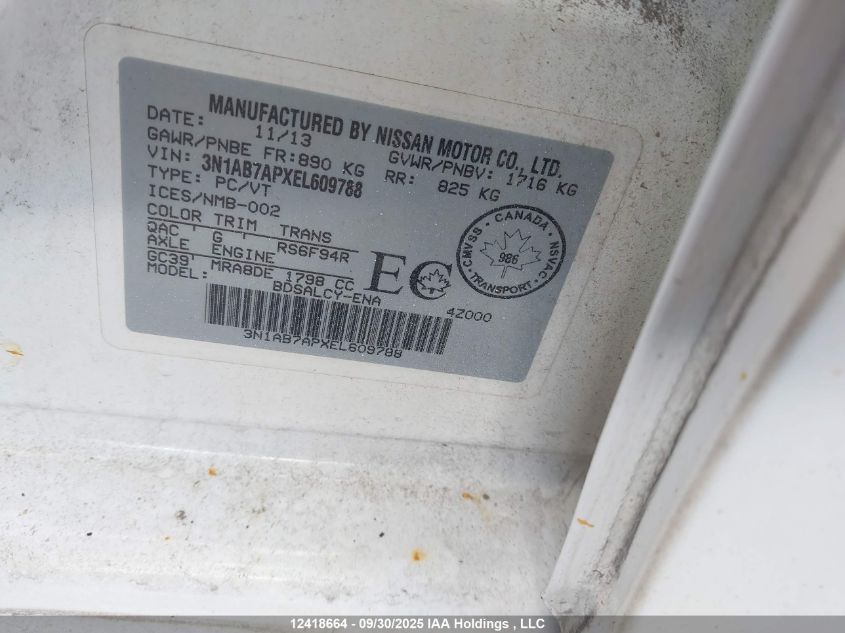 MANUFACTURED BY NISSAN MOTOR CO., LTD.
DATE: 11/13 GVWR/PNBV: 1716 KG
GAWR/PNBE FR: 890 KG RR: 825 KG
VIN: 3N1AB7APXEL609788
TYPE: PC/VT
ICES/NMB-002
COLOR TRIM TRANS
QAC G RS6F94R
AXLE ENGINE
GC39 MRA8DE 1798 CC
MODEL: BDSALCY-ENA
EC
4Z000
3N1AB7APXEL609788
CMVSS - CANADA - NSVAC
986
TRANSPORT
12418664 - 09/30/2025 IAA Holdings , LLC